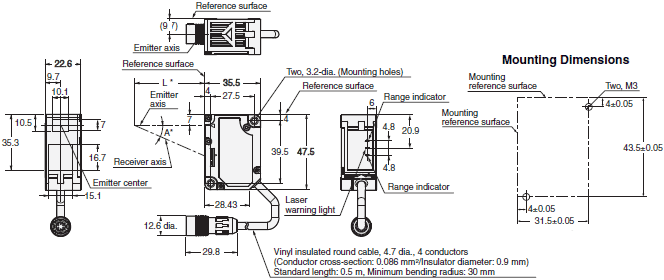 Reference surface
(9.7)
Emitter axis
Reference surface
22.6
9.7
10.1
10.5
7
35.3
16.7
Emitter center
15.1
L*
35.5
4
27.5
Emitter
axis
7
A*
Receiver axis
Two, 3.2-dia. (Mounting holes)
Reference surface
4
39.5
47.5
28.43
Laser
warning light
12.6 dia.
29.8
Range indicator
6
4.8
20.9
4.8
Range indicator
Vinyl insulated round cable, 4.7 dia., 4 conductors
(Conductor cross-section: 0.086 mm²/Insulator diameter: 0.9 mm)
Standard length: 0.5 m, Minimum bending radius: 30 mm
Mounting Dimensions
Mounting
reference surface
Two, M3
4±0.05
Mounting
reference surface
43.5±0.05
4±0.05
31.5±0.05